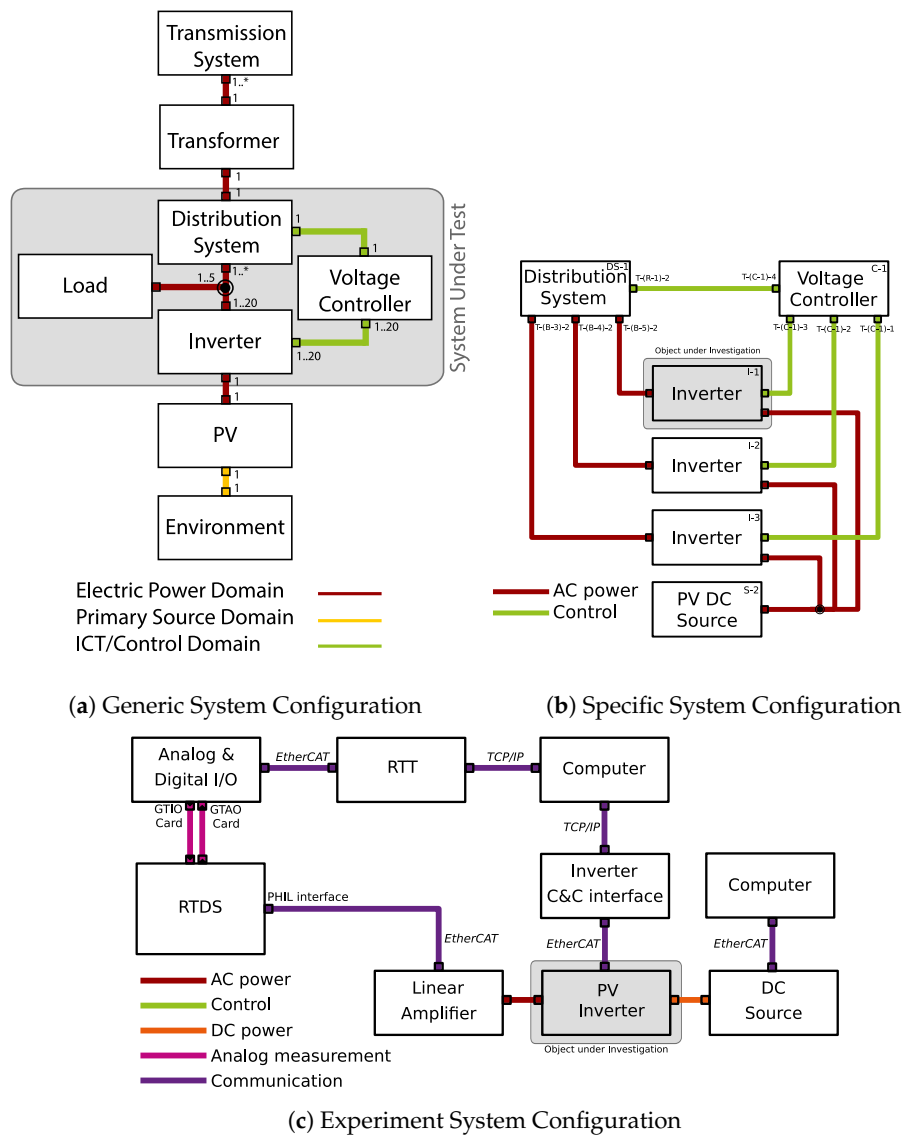 Transmission
System
1..*
1
Transformer
1
1
Distribution
System
1
1
1..*
1..5
Load
Voltage
Controller
1..20
1..20
Inverter
1..20
System Under Test
1
1
PV
1
1
Environment
Electric Power Domain
Primary Source Domain
ICT/Control Domain
(a) Generic System Configuration
DS-1
Distribution
System
T-(R-1)-2
T-(C-1)-4
C-1
Voltage
Controller
T-(B-3)-2
T-(B-4)-2
T-(B-5)-2
T-(C-1)-3
T-(C-1)-2
T-(C-1)-1
Object under Investigation
I-1
Inverter
I-2
Inverter
I-3
Inverter
S-2
PV DC
Source
AC power
Control
(b) Specific System Configuration
Analog &
Digital I/O
EtherCAT
RTT
TCP/IP
Computer
GTIO
Card
GTAO
Card
TCP/IP
RTDS
PHIL interface
Inverter
C&C interface
Computer
EtherCAT
EtherCAT
EtherCAT
Linear
Amplifier
PV
Inverter
DC
Source
Object under Investigation
AC power
Control
DC power
Analog measurement
Communication
(c) Experiment System Configuration